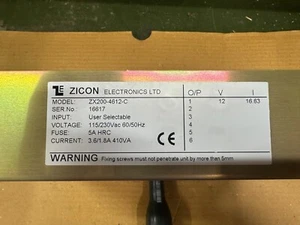 ZICON ELECTRONICS LTD
MODEL: ZX200-4612-C
SER No 16617
INPUT: User Selectable
VOLTAGE: 115/230Vac 60/50Hz
FUSE: 5A HRC
CURRENT: 3.6/1.8A 410VA
O/P V I
1 12 16.63
2
3
4
5
6
WARNING Fixing screws must not penetrate unit by more than 5mm